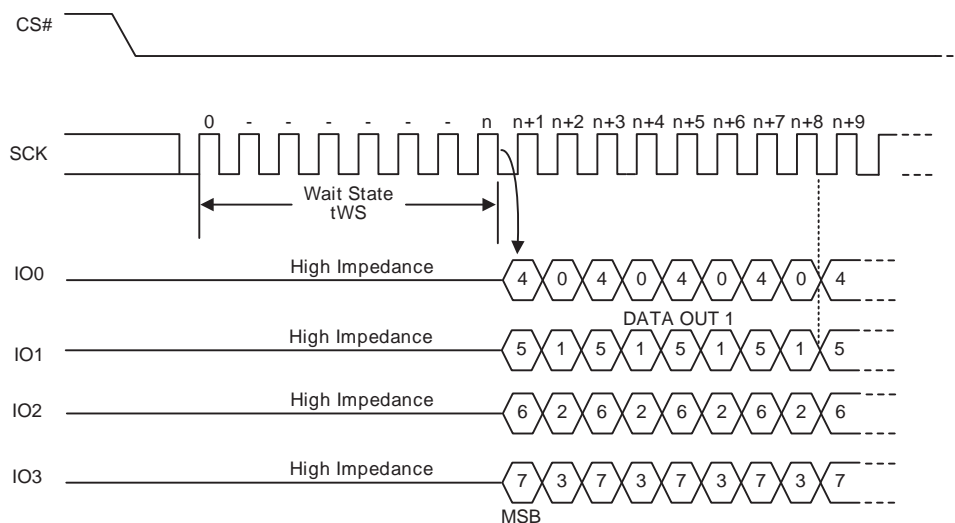 CS#
0 - - - - - - n n+1 n+2 n+3 n+4 n+5 n+6 n+7 n+8 n+9
SCK
Wait State
tWS
IO0 High Impedance 4 0 4 0 4 0 4 0 4
DATA OUT 1
IO1 High Impedance 5 1 5 1 5 1 5 1 5
IO2 High Impedance 6 2 6 2 6 2 6 2 6
IO3 High Impedance 7 3 7 3 7 3 7 3 7
MSB